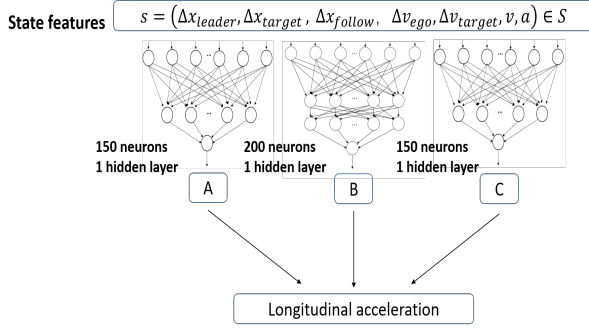 State features s = (Δx_leader, Δx_target , Δx_follow, Δv_ego, Δv_target, v, a) ∈ S
150 neurons
1 hidden layer
200 neurons
1 hidden layer
150 neurons
1 hidden layer
A
B
C
Longitudinal acceleration